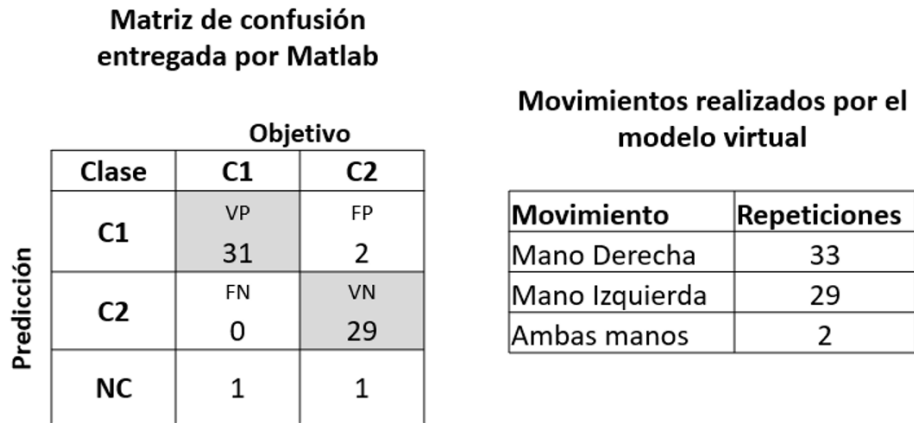 Matriz de confusión
entregada por Matlab
Objetivo
Clase C1 C2
VP FP
C1
31 2
FN VN
C2
0 29
NC 1 1
Predicción
Movimientos realizados por el
modelo virtual
Movimiento Repeticiones
Mano Derecha 33
Mano Izquierda 29
Ambas manos 2